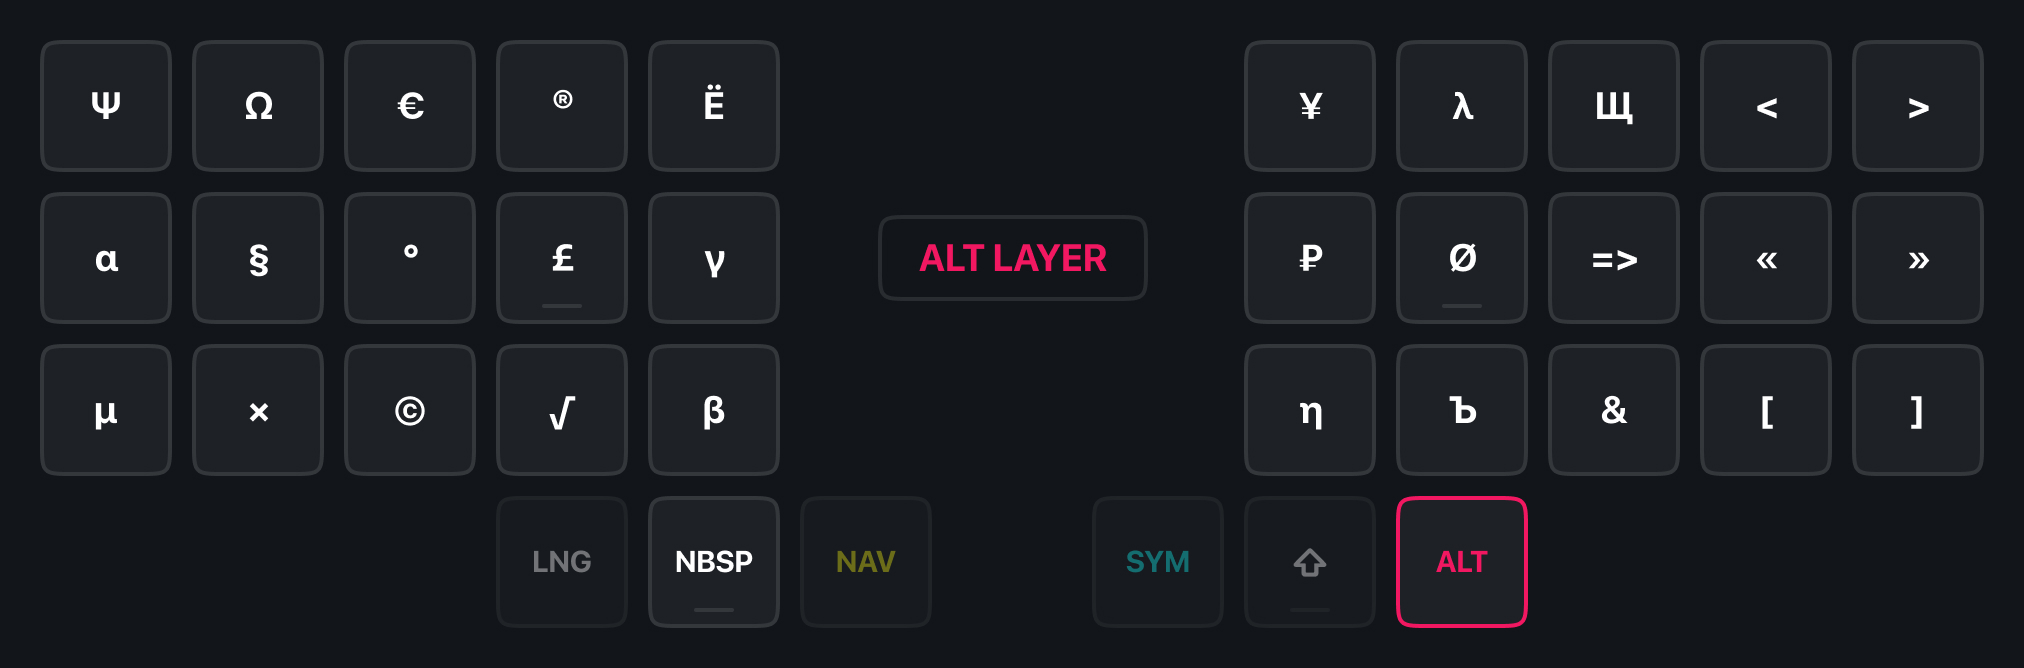 Ψ Ω € ® Ë ¥ λ Щ < >
α § ° £ γ ALT LAYER ₽ Ø => « »
μ × © √ β η Ъ & [ ]
LNG NBSP NAV SYM ALT